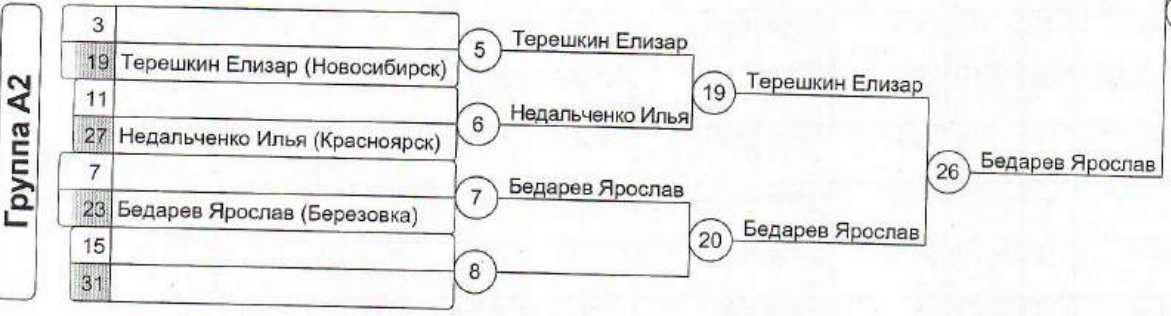 Группа А2
3
19 Терешкин Елизар (Новосибирск)
11
27 Недальченко Илья (Красноярск)
7
23 Бедарев Ярослав (Березовка)
15
31
5 Терешкин Елизар
6 Недальченко Илья
7 Бедарев Ярослав
8
19 Терешкин Елизар
20 Бедарев Ярослав
26 Бедарев Ярослав